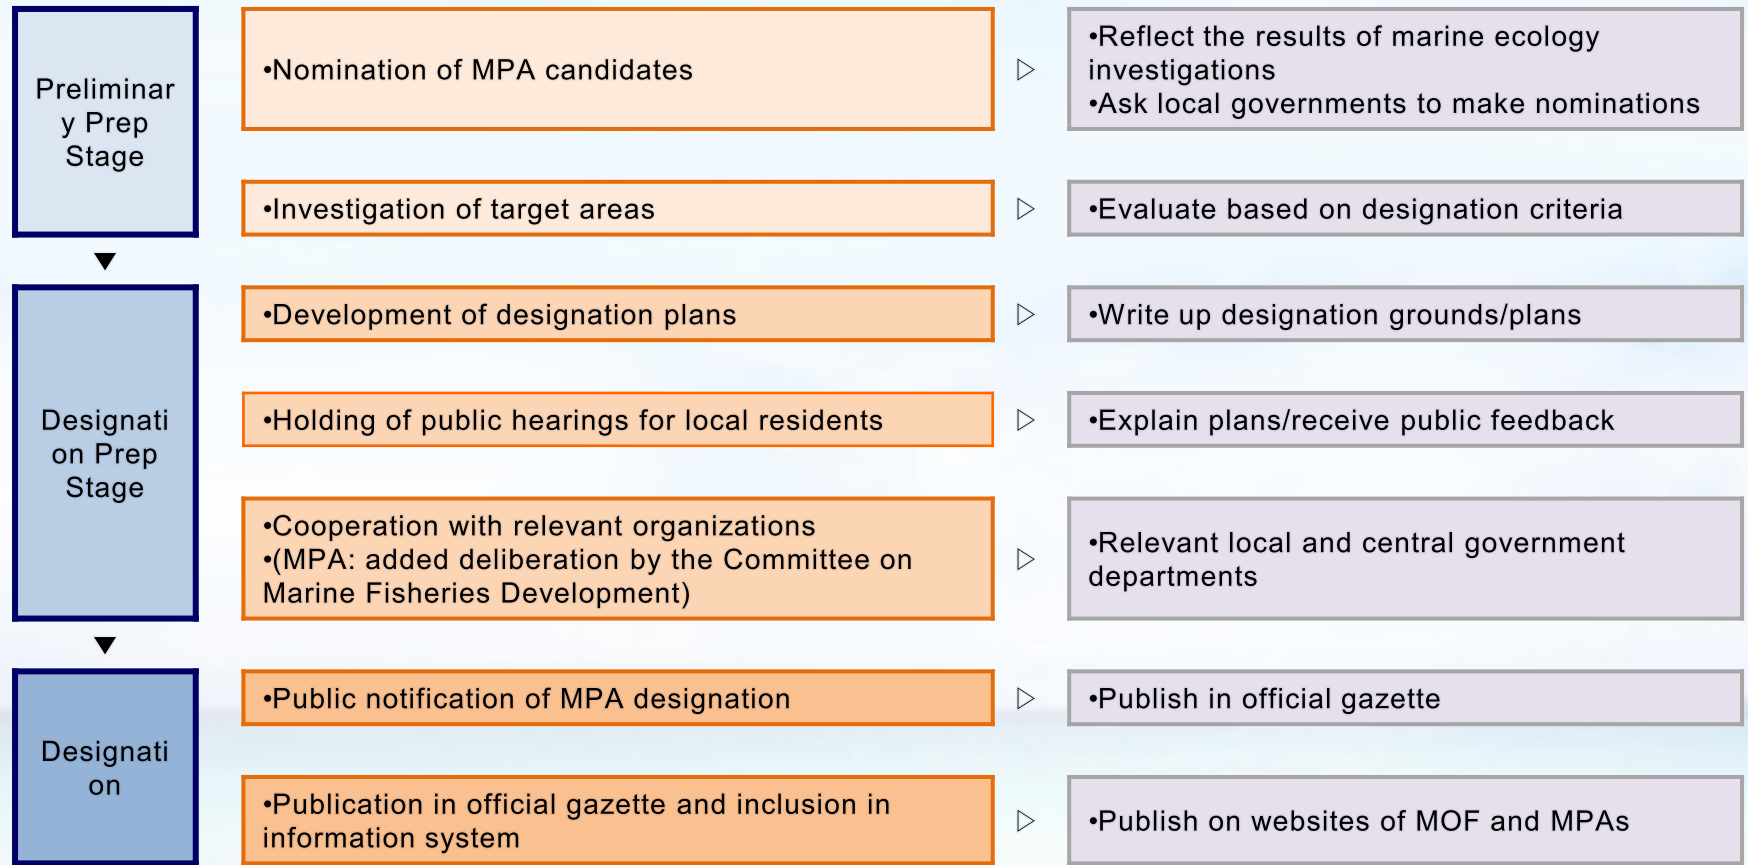 Preliminar
y Prep
Stage
•Nomination of MPA candidates
▷
•Reflect the results of marine ecology
investigations
•Ask local governments to make nominations
•Investigation of target areas
▷
•Evaluate based on designation criteria
▼
Designati
on Prep
Stage
•Development of designation plans
▷
•Write up designation grounds/plans
•Holding of public hearings for local residents
▷
•Explain plans/receive public feedback
•Cooperation with relevant organizations
•(MPA: added deliberation by the Committee on
Marine Fisheries Development)
▷
•Relevant local and central government
departments
▼
Designati
on
•Public notification of MPA designation
▷
•Publish in official gazette
•Publication in official gazette and inclusion in
information system
▷
•Publish on websites of MOF and MPAs